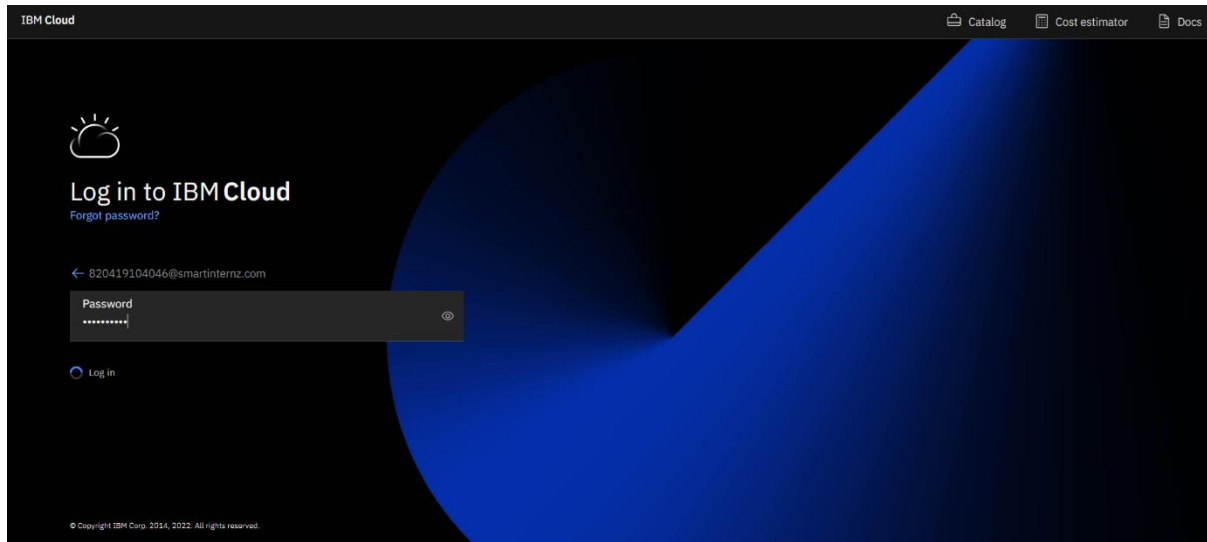 IBM Cloud Catalog Cost estimator Docs
Log in to IBM Cloud
Forgot password?
← 820419104046@smartinternz.com
Password
••••••••••
Log in
© Copyright IBM Corp. 2014, 2022. All rights reserved.